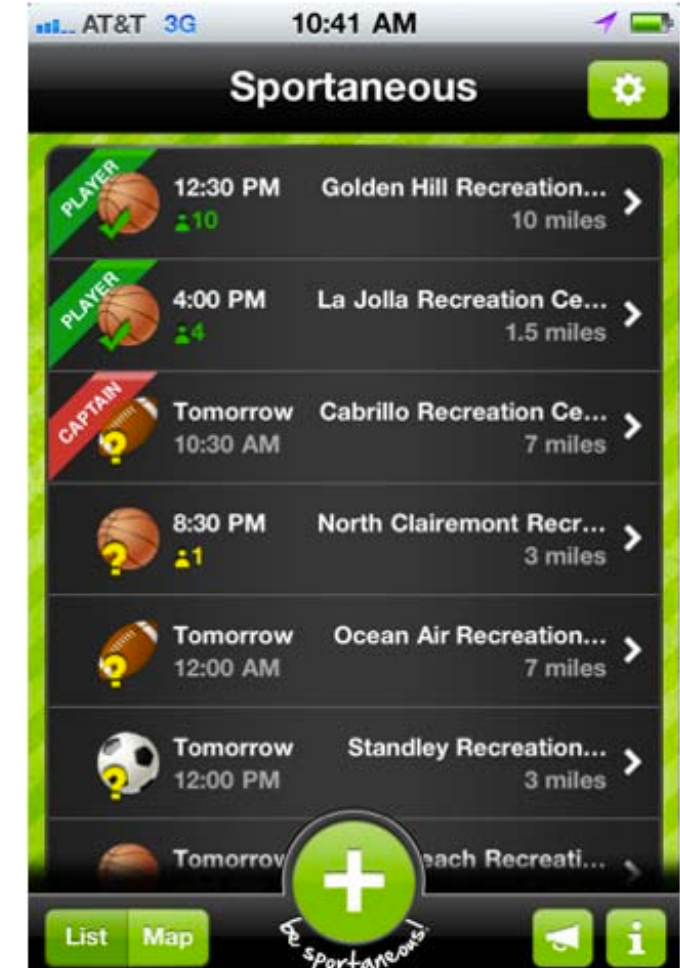 AT&T 3G 10:41 AM
Sportaneous
PLAYER
12:30 PM Golden Hill Recreation...
10 10 miles
PLAYER
4:00 PM La Jolla Recreation Ce...
4 1.5 miles
CAPTAIN
Tomorrow Cabrillo Recreation Ce...
10:30 AM 7 miles
8:30 PM North Clairemont Recr...
1 3 miles
Tomorrow Ocean Air Recreation...
12:00 AM 7 miles
Tomorrow Standley Recreation...
12:00 PM 3 miles
Recreati...
List Map
be sportaneous!